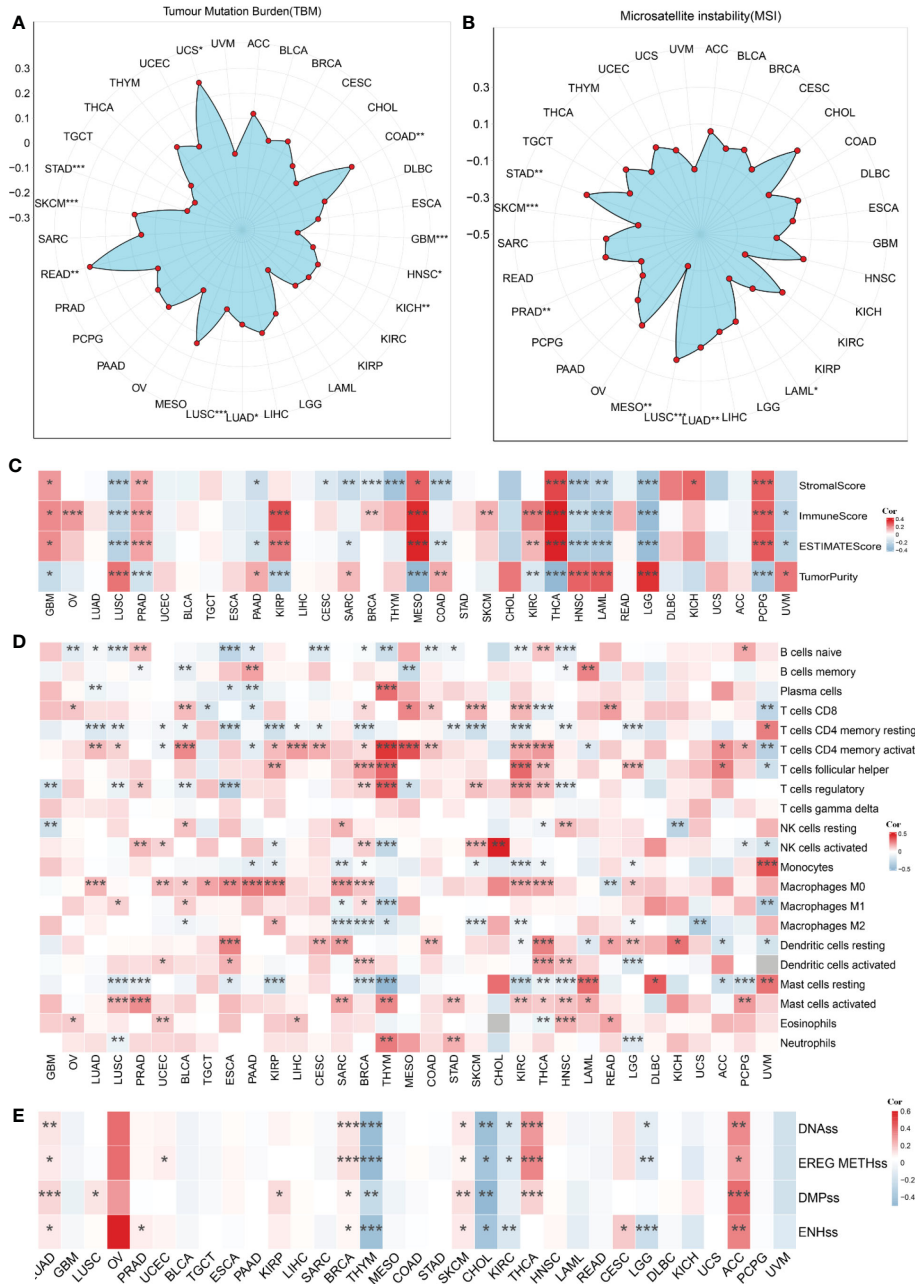 A
Tumour Mutation Burden(TBM)
UCS*
UVM
ACC
BLCA
BRCA
CESC
CHOL
COAD**
DLBC
ESCA
GBM***
HNSC*
KICH**
KIRC
KIRP
LAML
LGG
LIHC
LUAD*
LUSC***
MESO
OV
PAAD
PCPG
PRAD
READ**
SARC
SKCM***
STAD***
TGCT
THCA
THYM
UCEC
0.3
0.2
0.1
0
−0.1
−0.2
−0.3
B
Microsatellite instability(MSI)
UVM
ACC
BLCA
BRCA
CESC
CHOL
COAD
DLBC
ESCA
GBM
HNSC
KICH
KIRC
KIRP
LAML*
LGG
LIHC
LUAD**
LUSC***
MESO**
OV
PAAD
PCPG
PRAD**
READ
SARC
SKCM***
STAD**
TGCT
THCA
THYM
UCEC
UCS
0.3
0.1
−0.1
−0.3
−0.5
C
* *** ** * * ** *** *** * *** *** *** ** *** * *** * StromalScore
* *** *** *** *** ** *** ** *** *** *** *** *** *** * ImmuneScore
* *** *** * *** * *** ** ** *** *** *** *** *** * ESTIMATEScore
* *** *** * *** * *** ** ** *** *** *** *** *** * TumorPurity
Cor
0.4
0.2
0
−0.2
−0.4
GBM OV LUAD LUSC PRAD UCEC BLCA TGCT ESCA PAAD KIRP LIHC CESC SARC BRCA THYM MESO COAD STAD SKCM CHOL KIRC THCA HNSC LAML READ LGG DLBC KICH UCS ACC PCPG UVM
D
** * *** ** *** * *** * ** ** * ** ** *** * B cells naive
* ** ** ** * ** B cells memory
** * ** *** Plasma cells
* ** * * * * *** *** *** ** ** T cells CD8
*** ** * ** *** *** * * *** ** *** *** ** *** * T cells CD4 memory resting
** * * *** * * *** *** ** *** *** ** *** *** * * * ** T cells CD4 memory activat
** *** *** *** ** *** * * T cells follicular helper
** ** * ** *** ** *** * ** *** ** *** T cells regulatory
T cells gamma delta
** * * * ** ** NK cells resting
** * * ** *** *** ** * * NK cells activated
* * ** * * *** * * *** Monocytes
*** ** * * ** *** *** *** *** *** *** ** * Macrophages M0
* * * *** ** Macrophages M1
* * *** *** * *** ** * ** Macrophages M2
*** ** ** ** * *** * * ** * * * Dendritic cells resting
* * *** *** ** *** Dendritic cells activated
*** *** * *** *** *** *** *** *** *** * * ** Mast cells resting
*** *** ** ** ** ** * ** * ** Mast cells activated
* ** * ** *** * Eosinophils
** ** ** *** Neutrophils
Cor
0.5
0
−0.5
GBM OV LUAD LUSC PRAD UCEC BLCA TGCT ESCA PAAD KIRP LIHC CESC SARC BRCA THYM MESO COAD STAD SKCM CHOL KIRC THCA HNSC LAML READ LGG DLBC KICH UCS ACC PCPG UVM
E
** *** *** * ** * *** * ** DNAss
* * *** *** * * * *** ** * EREG METHss
*** * * * ** ** ** *** *** DMPss
* * * *** * * ** * *** ** ENHss
Cor
0.6
0.4
0.2
0
−0.2
−0.4
LUAD GBM LUSC OV PRAD UCEC BLCA TGCT ESCA PAAD KIRP LIHC SARC BRCA THYM MESO COAD STAD SKCM CHOL KIRC THCA HNSC LAML READ CESC LGG DLBC KICH UCS ACC PCPG UVM